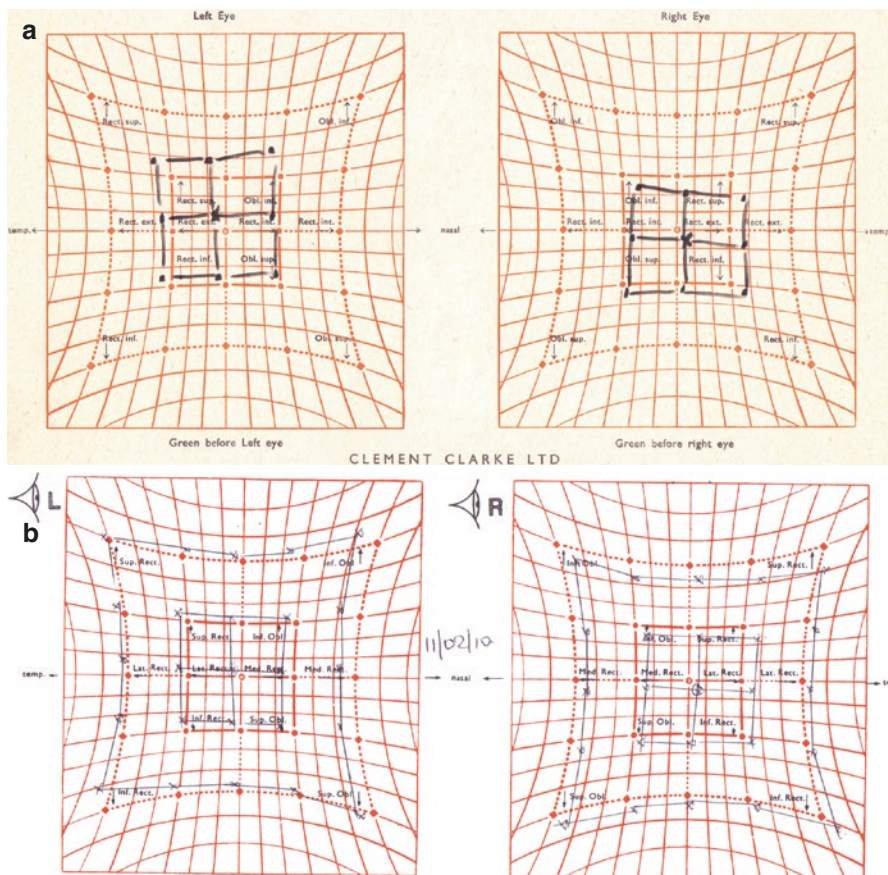 a
Left Eye
Right Eye
Rect. sup. Obl. inf.
Obl. inf. Rect. sup.
Rect. sup. Obl. inf.
Obl. inf. Rect. sup.
temp. Rect. ext. Rect. ext. Rect. int. Rect. int. nasal
Rect. int. Rect. int. Rect. ext. Rect. ext. temp
Rect. inf. Obl. sup.
Obl. sup. Rect. inf.
Rect. inf. Obl. sup.
Obl. sup. Rect. inf.
Green before Left eye
Green before right eye
CLEMENT CLARKE LTD
b
L
R
Sup. Rect. Inf. Obl.
Inf. Obl. Sup. Rect.
Sup. Rect. Inf. Obl.
Inf. Obl. Sup. Rect.
11/02/10
temp. Lat. Rect. Lat. Rect. Med. Rect. Med. Rect. nasal
Med. Rect. Med. Rect. Lat. Rect. Lat. Rect.
Inf. Rect. Sup. Obl.
Sup. Obl. Inf. Rect.
Inf. Rect. Sup. Obl.
Sup. Obl. Inf. Rect.